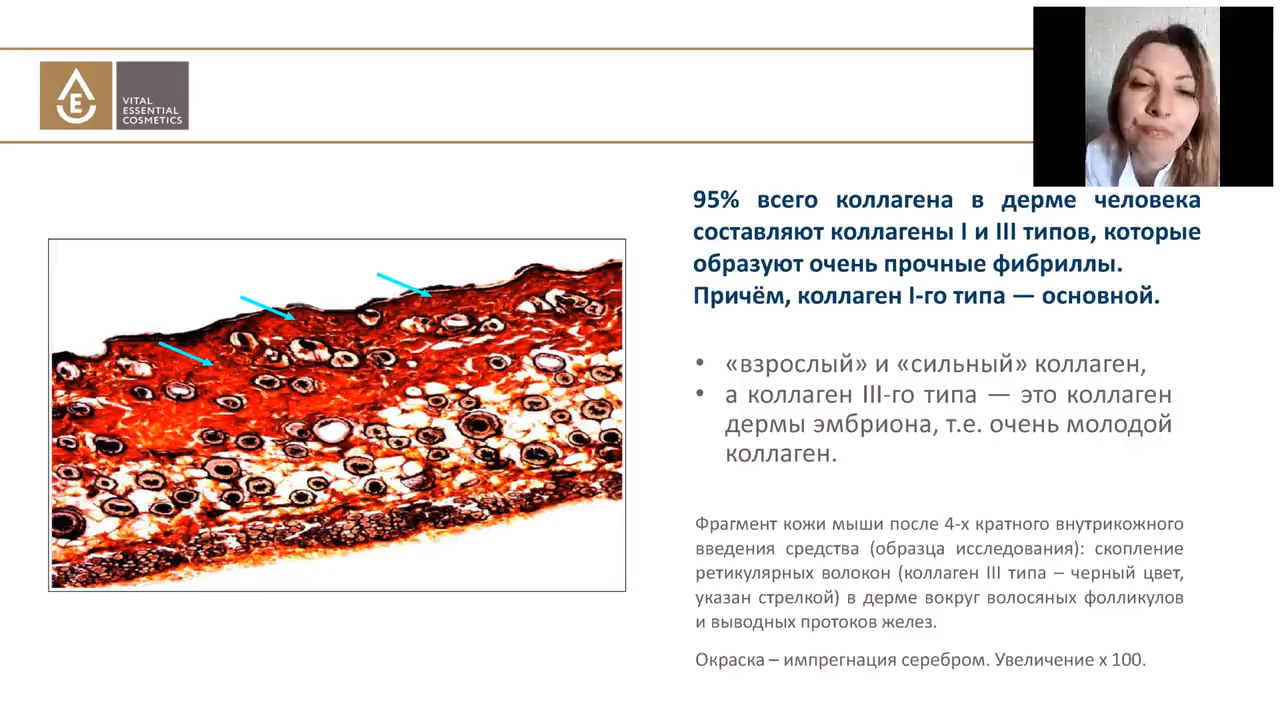 E
VITAL
ESSENTIAL
COSMETICS
95% всего коллагена в дерме человека
составляют коллагены I и III типов, которые
образуют очень прочные фибриллы.
Причём, коллаген I-го типа — основной.
• «взрослый» и «сильный» коллаген,
• а коллаген III-го типа — это коллаген
дермы эмбриона, т.е. очень молодой
коллаген.
Фрагмент кожи мыши после 4-х кратного внутрикожного
введения средства (образца исследования): скопление
ретикулярных волокон (коллаген III типа – черный цвет,
указан стрелкой) в дерме вокруг волосяных фолликулов
и выводных протоков желез.
Окраска – импрегнация серебром. Увеличение х 100.